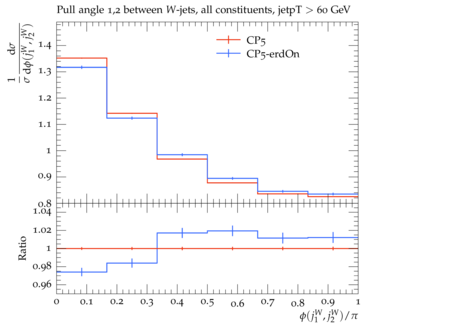 Pull angle 1,2 between W-jets, all constituents, jetpT > 60 GeV
1/σ dσ/dϕ(j₁ᵂ, j₂ᵂ)
CP5
CP5-erdOn
1.4
1.3
1.2
1.1
1
0.9
0.8
Ratio
1.04
1.02
1.00
0.98
0.96
0 0.1 0.2 0.3 0.4 0.5 0.6 0.7 0.8 0.9 1
ϕ(j₁ᵂ, j₂ᵂ)/π